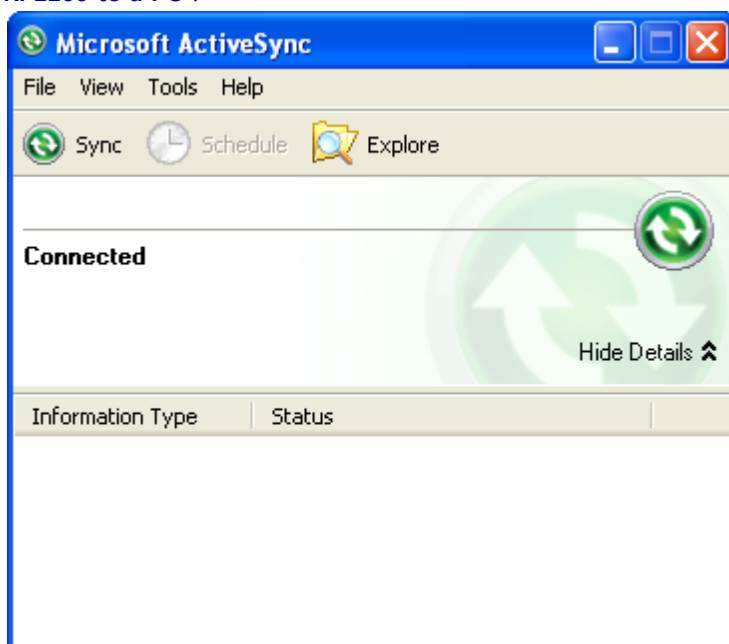 Microsoft ActiveSync
File View Tools Help
Sync Schedule Explore
Connected
Hide Details
Information Type Status